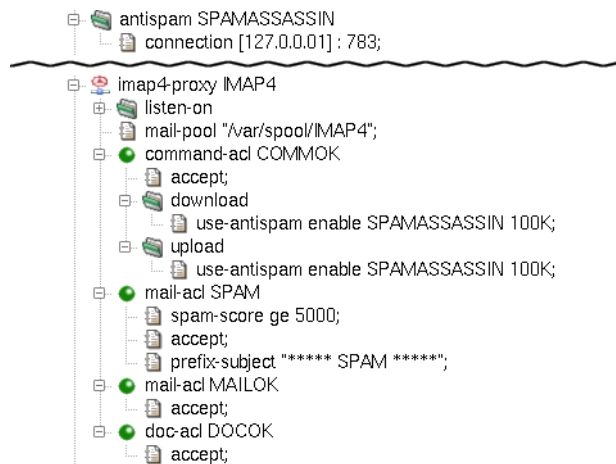 antispam SPAMASSASSIN
connection [127.0.0.01] : 783;
imap4-proxy IMAP4
listen-on
mail-pool "/var/spool/IMAP4";
command-acl COMMOK
accept;
download
use-antispam enable SPAMASSASSIN 100K;
upload
use-antispam enable SPAMASSASSIN 100K;
mail-acl SPAM
spam-score ge 5000;
accept;
prefix-subject "***** SPAM *****";
mail-acl MAILOK
accept;
doc-acl DOCOK
accept;